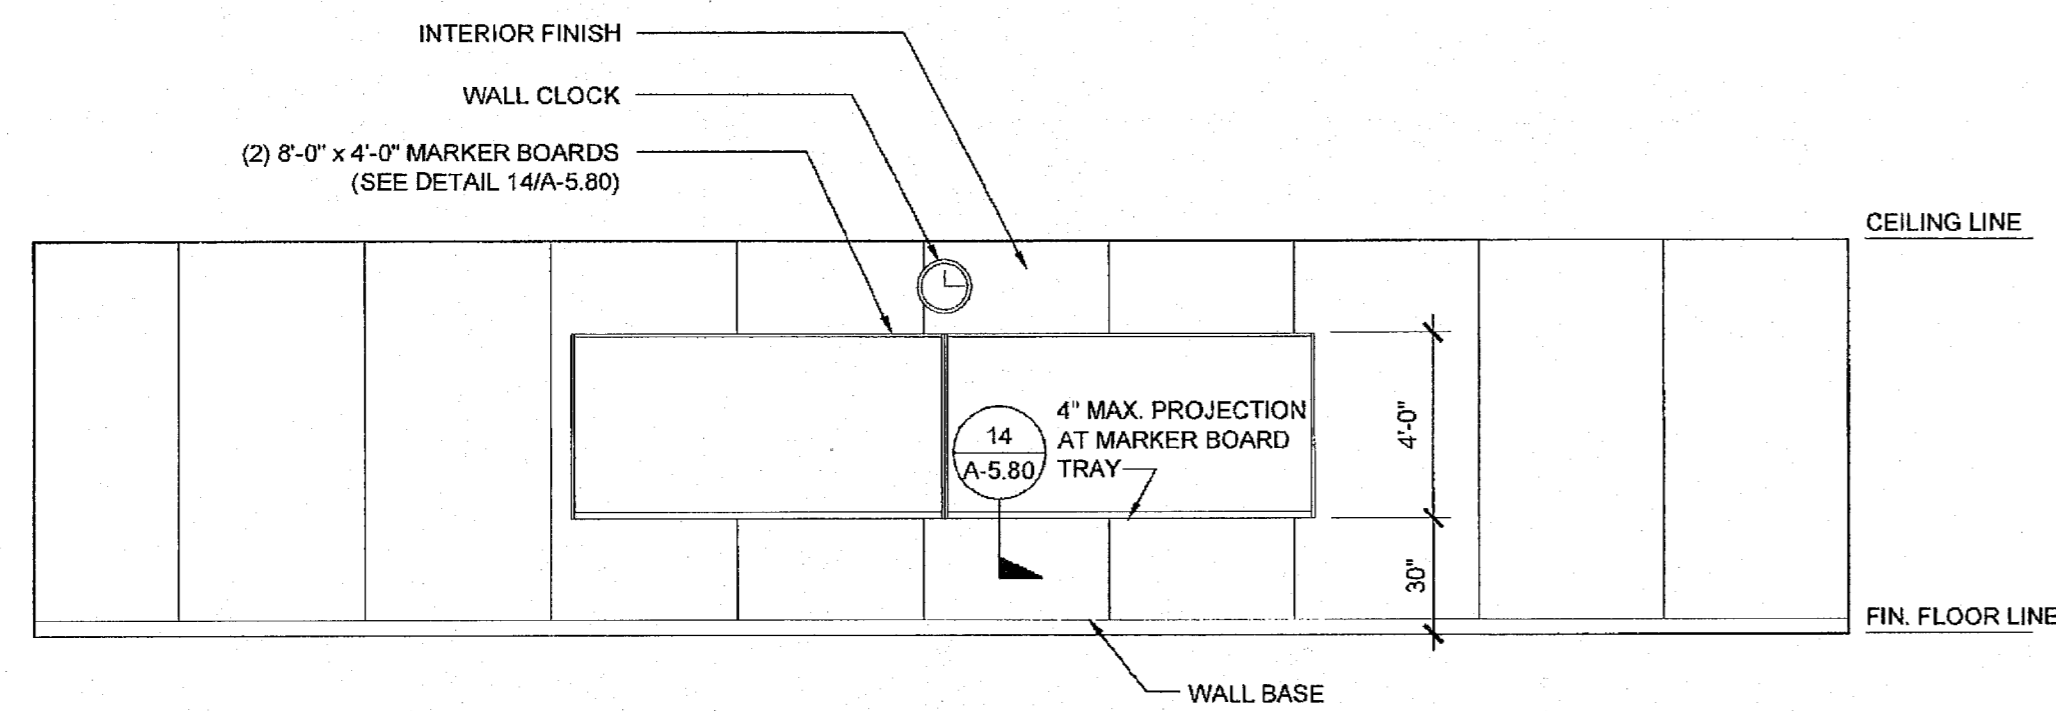 INTERIOR FINISH
WALL CLOCK
(2) 8'-0" x 4'-0" MARKER BOARDS
(SEE DETAIL 14/A-5.80)
CEILING LINE
14
A-5.80
4" MAX. PROJECTION
AT MARKER BOARD
TRAY
4'-0"
30"
FIN. FLOOR LINE
WALL BASE